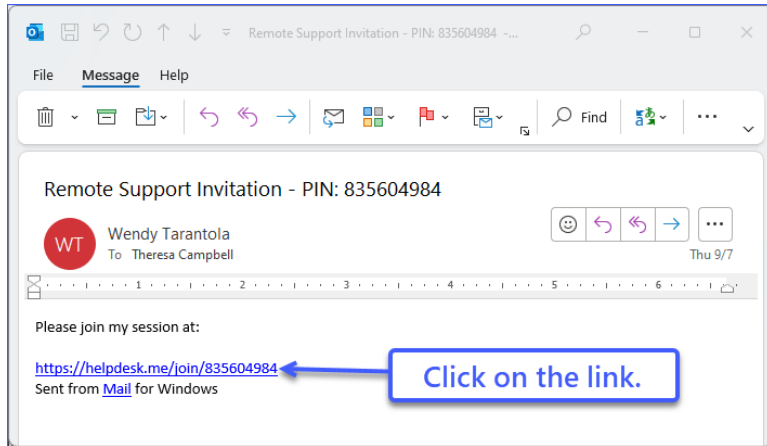 Remote Support Invitation - PIN: 835604984 -...
File Message Help
Find
Remote Support Invitation - PIN: 835604984
WT
Wendy Tarantola
To Theresa Campbell
Thu 9/7
1 2 3 4 5 6
Please join my session at:
https://helpdesk.me/join/835604984
Click on the link.
Sent from Mail for Windows